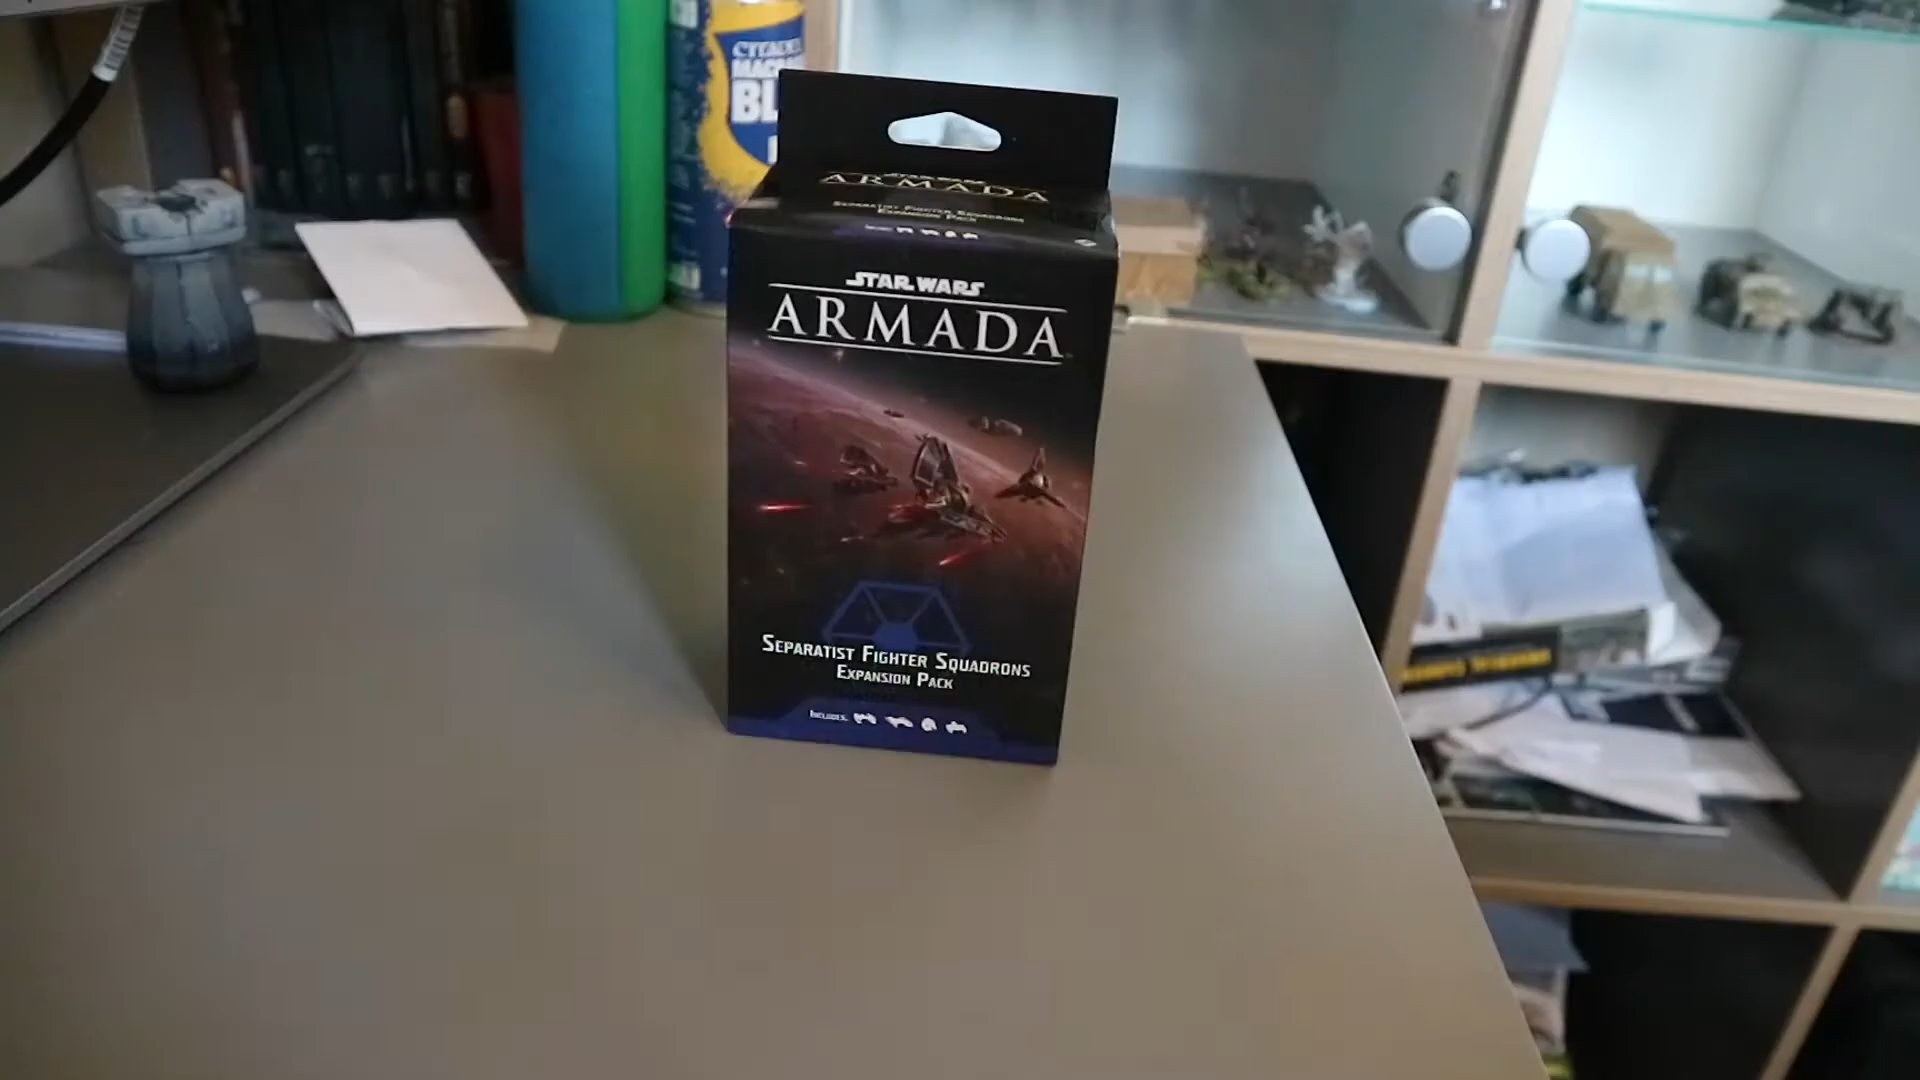 CITADEL
ARMADA
SEPARATIST FIGHTER SQUADRONS
EXPANSION PACK
STAR WARS
ARMADA
SEPARATIST FIGHTER SQUADRONS
EXPANSION PACK
INCLUDES: